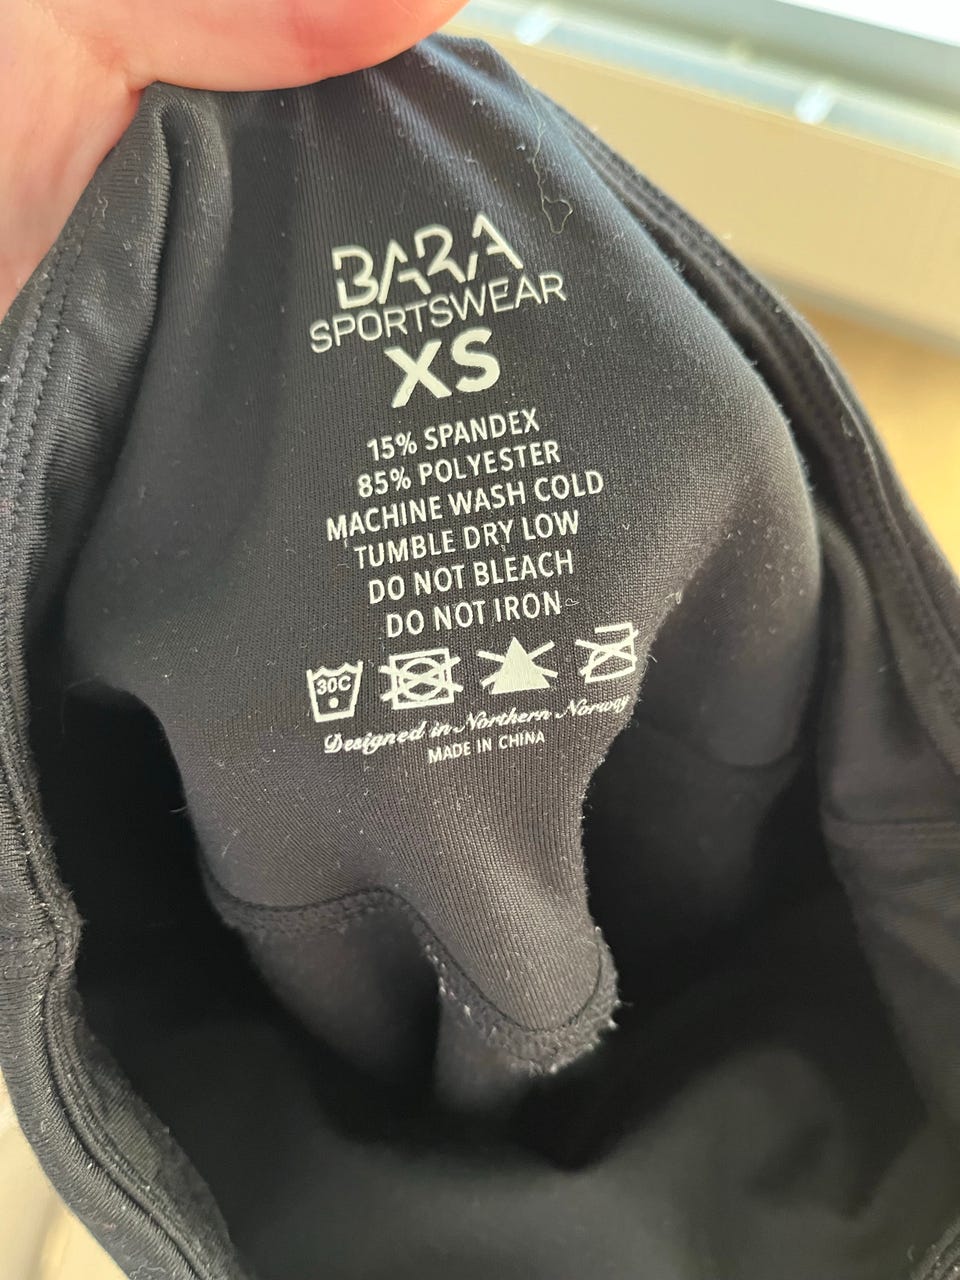 BARA
SPORTSWEAR
XS
15% SPANDEX
85% POLYESTER
MACHINE WASH COLD
TUMBLE DRY LOW
DO NOT BLEACH
DO NOT IRON
30C
Designed in Northern Norway
MADE IN CHINA